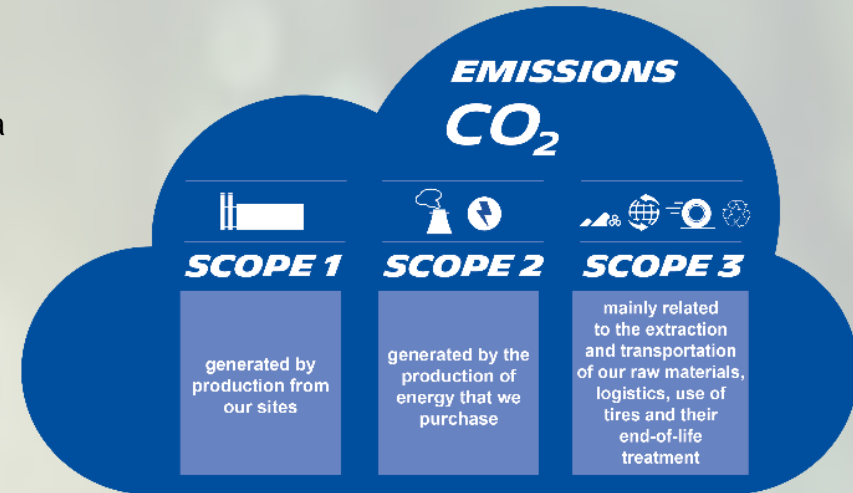 a
EMISSIONS
CO₂
SCOPE 1
SCOPE 2
SCOPE 3
generated by
production from
our sites
generated by the
production of
energy that we
purchase
mainly related
to the extraction
and transportation
of our raw materials,
logistics, use of
tires and their
end-of-life
treatment